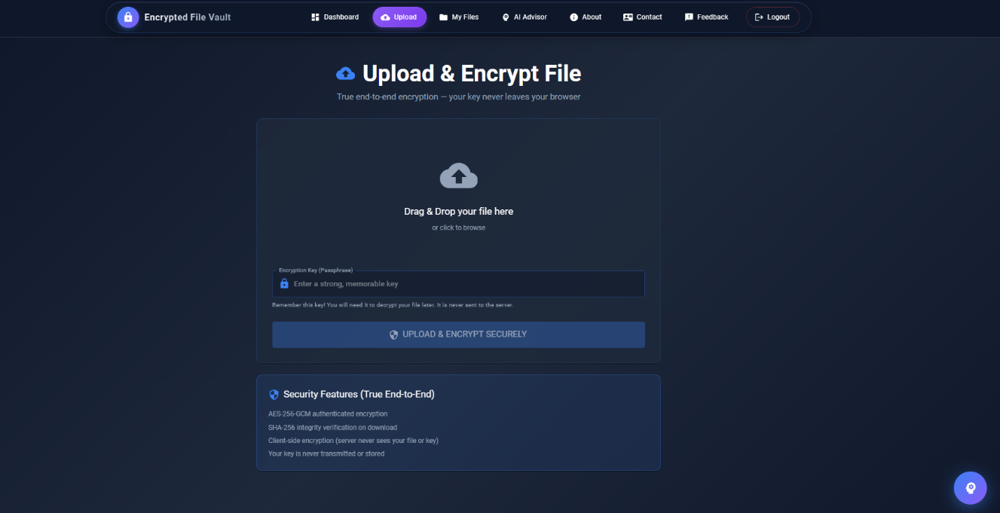 Encrypted File Vault
Dashboard
Upload
My Files
AI Advisor
About
Contact
Feedback
Logout
Upload & Encrypt File
True end-to-end encryption — your key never leaves your browser
Drag & Drop your file here
or click to browse
Encryption Key (Passphrase)
Enter a strong, memorable key
Remember this key! You will need it to decrypt your file later. It is never sent to the server.
UPLOAD & ENCRYPT SECURELY
Security Features (True End-to-End)
AES-256-GCM authenticated encryption
SHA-256 integrity verification on download
Client-side encryption (server never sees your file or key)
Your key is never transmitted or stored